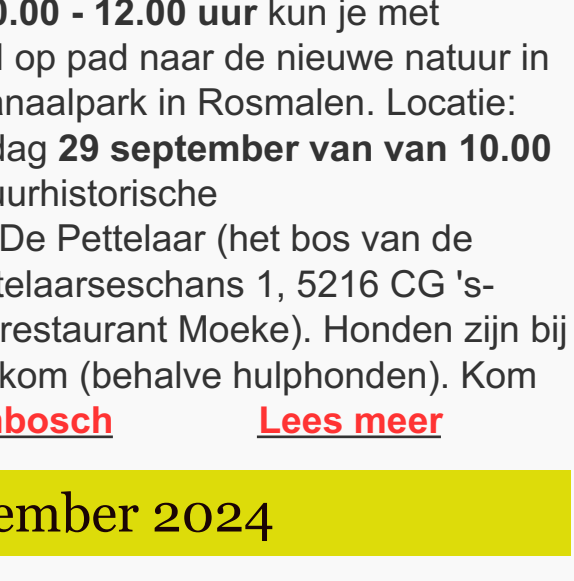 0.00 - 12.00 uur kun je met
op pad naar de nieuwe natuur in
anaalpark in Rosmalen. Locatie:
dag 29 september van van 10.00
uurhistorische
De Pettelaar (het bos van de
telaarseschans 1, 5216 CG 's-
restaurant Moeke). Honden zijn bij
kom (behalve hulphonden). Kom
bosch Lees meer
ember 2024